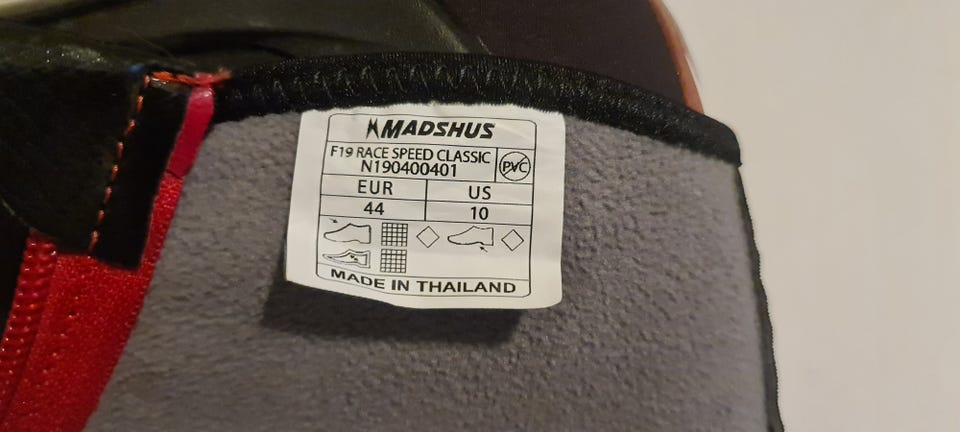 MADSHUS
F19 RACE SPEED CLASSIC
N190400401
PVC
EUR
US
44
10
MADE IN THAILAND